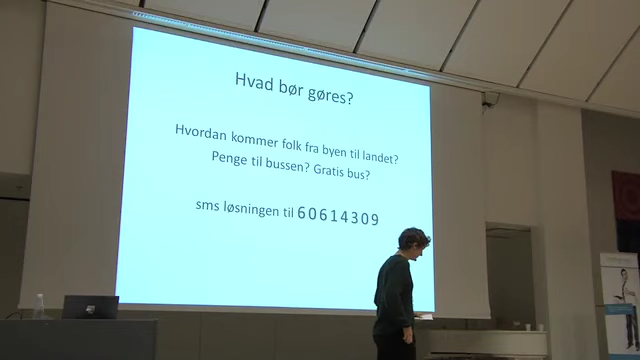 Hvad bør gøres?
Hvordan kommer folk fra byen til landet?
Penge til bussen? Gratis bus?
sms løsningen til 60614309